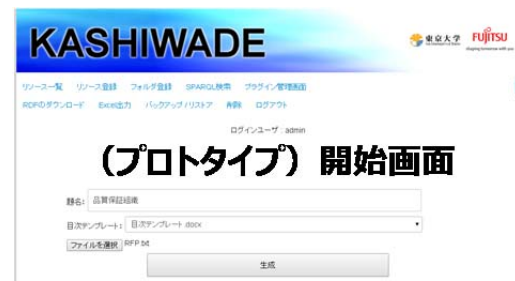 KASHIWADE
東京大学
FUJITSU
リソース一覧 リソース登録 フォルダ登録 SPARQL検索 プラグイン管理画面
RDFのダウンロード Excel出力 バックアップ/リストア 削除 ログアウト
ログインユーザ : admin
（プロトタイプ）開始画面
題名: 品質保証組織
目次テンプレート: 目次テンプレート.docx
ファイルを選択 RFP.txt
生成